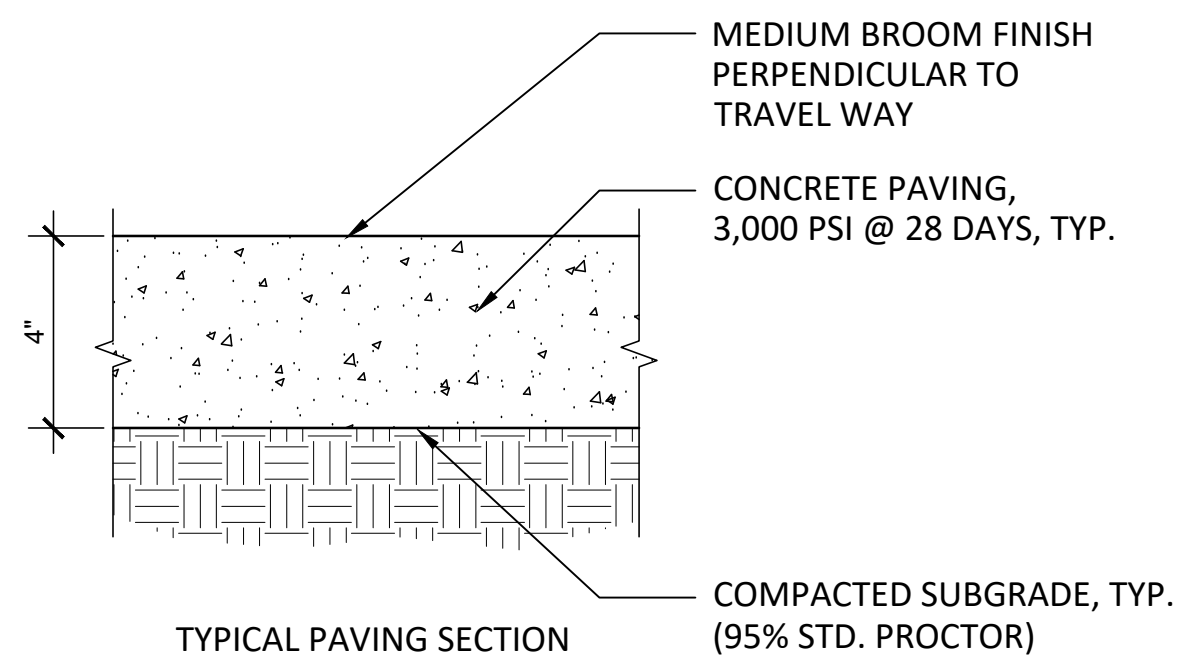 MEDIUM BROOM FINISH
PERPENDICULAR TO
TRAVEL WAY
CONCRETE PAVING,
3,000 PSI @ 28 DAYS, TYP.
4"
COMPACTED SUBGRADE, TYP.
(95% STD. PROCTOR)
TYPICAL PAVING SECTION